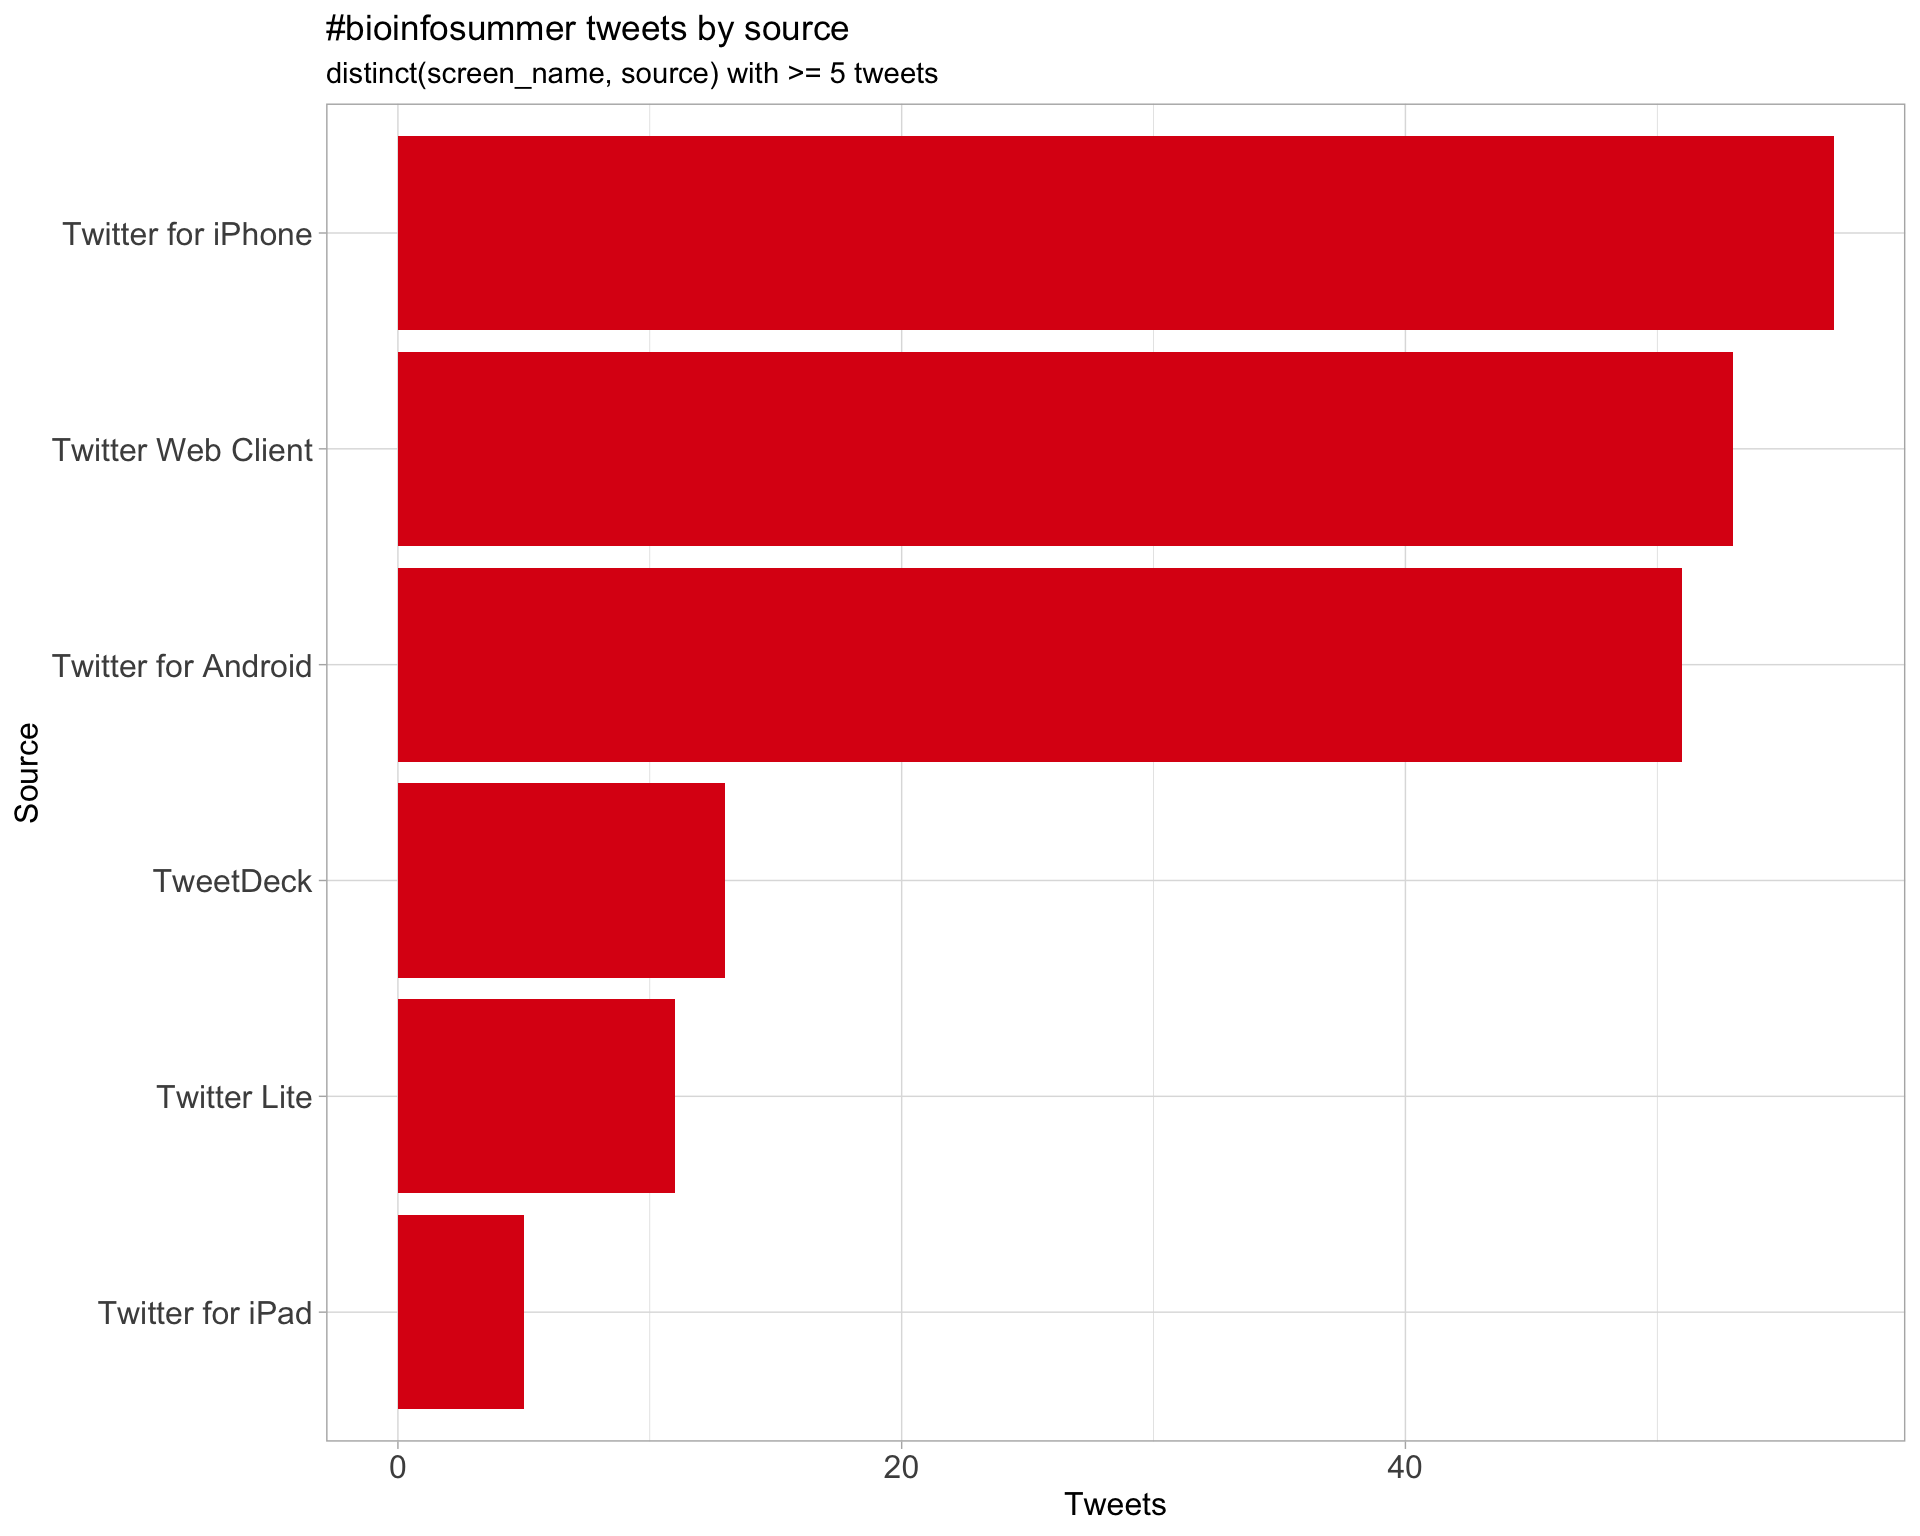 #bioinfosummer tweets by source
distinct(screen_name, source) with >= 5 tweets
Source
Twitter for iPhone
Twitter Web Client
Twitter for Android
TweetDeck
Twitter Lite
Twitter for iPad
0 20 40
Tweets